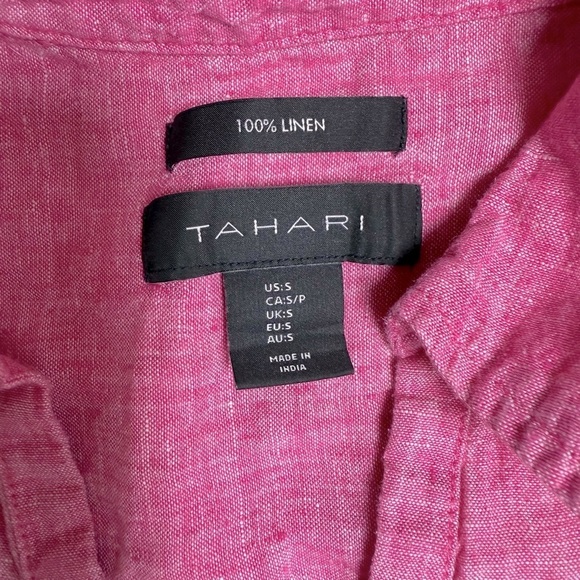 100% LINEN
TAHARI
US:S
CA:S/P
UK:S
EU:S
AU:S
MADE IN
INDIA